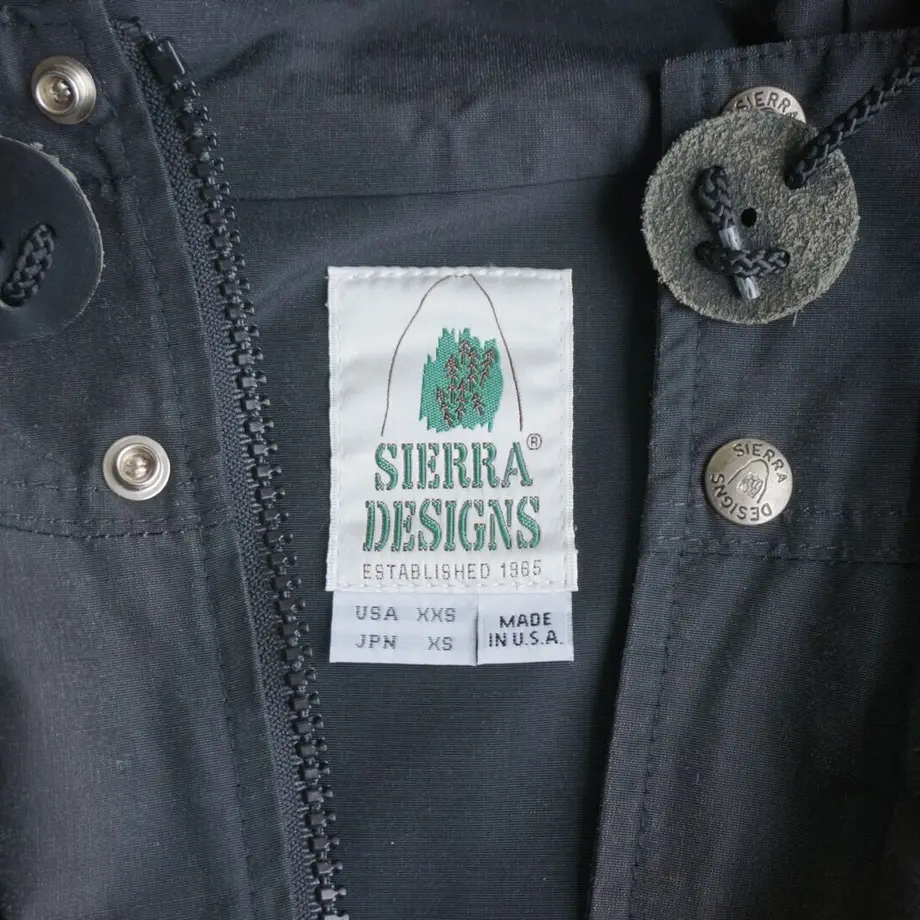 SIERRA
SIERRA®
DESIGNS
ESTABLISHED 1965
USA XXS
JPN XS
MADE
IN U.S.A.
SIERRA
DESIGNS